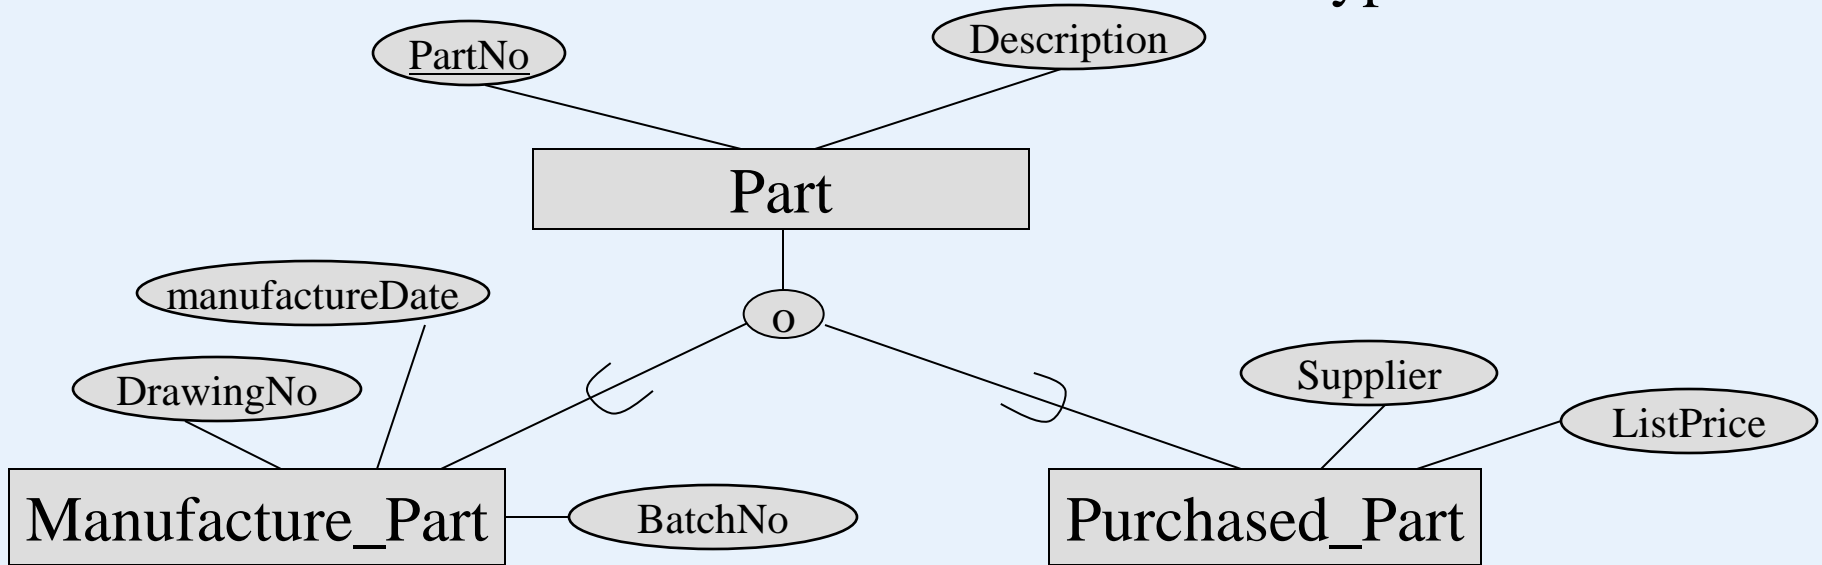 PartNo
Description
Part
manufactureDate
o
DrawingNo
Supplier
ListPrice
Manufacture_Part
BatchNo
Purchased_Part